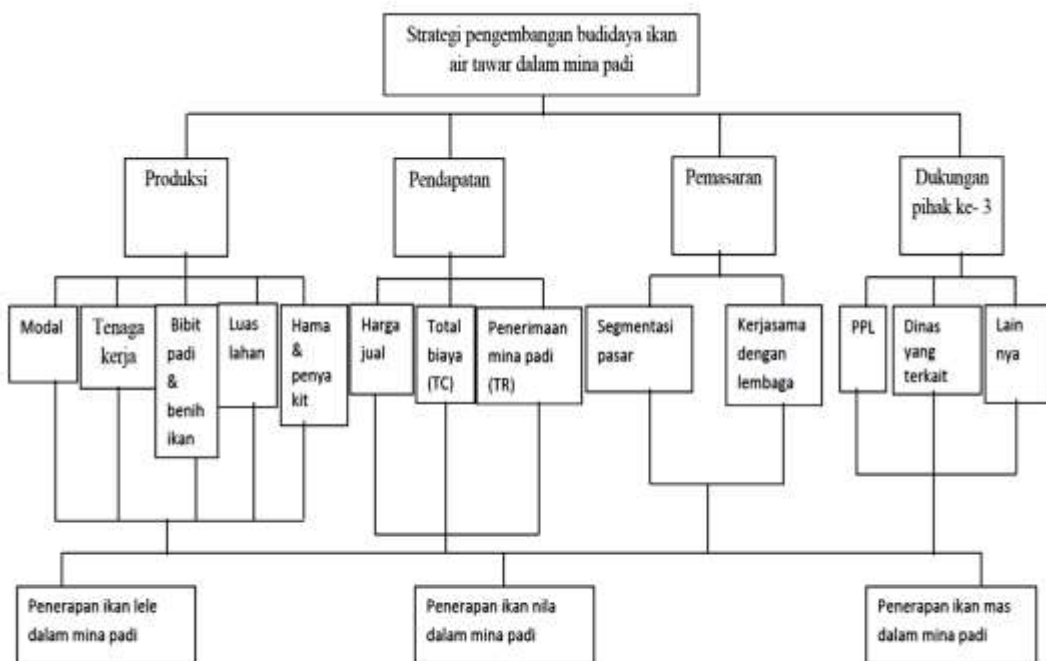 Strategi pengembangan budidaya ikan
air tawar dalam mina padi
Produksi
Pendapatan
Pemasaran
Dukungan
pihak ke- 3
Modal
Tenaga
kerja
Bibit
padi
&
benih
ikan
Luas
lahan
Hama
&
penya
kit
Harga
jual
Total
biaya
(TC)
Penerimaan
mina padi
(TR)
Segmentasi
pasar
Kerjasama
dengan
lembaga
PPL
Dinas
yang
terkait
Lain
nya
Penerapan ikan lele
dalam mina padi
Penerapan ikan nila
dalam mina padi
Penerapan ikan mas
dalam mina padi